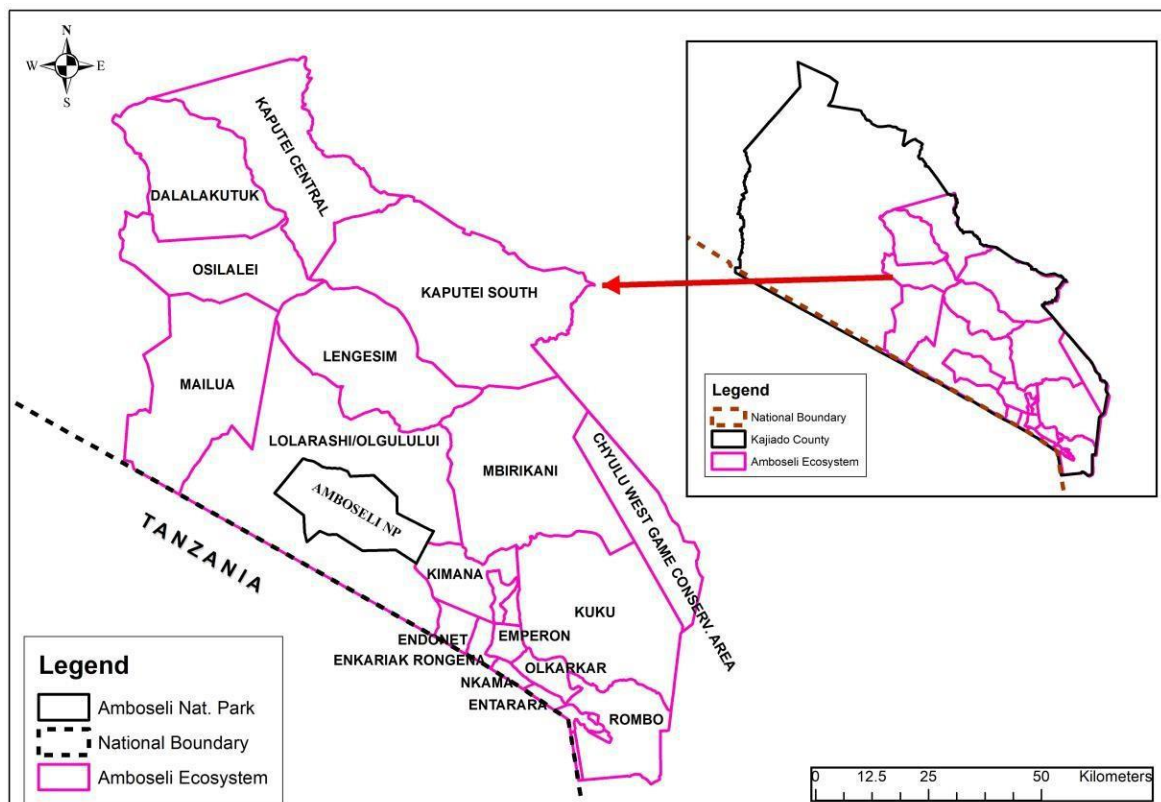 N
W
E
S
KAPUTEI CENTRAL
DALALAKUTUK
OSILALEI
KAPUTEI SOUTH
LENGESIM
MAILUA
LOLARASHI/OLGULULUI
MBIRIKANI
CHYULU WEST GAME CONSERV. AREA
AMBOSELI NP
TANZANIA
KIMANA
KUKU
EMPERON
ENDONET
ENKARIAK RONGENA
OLKARKAR
NKAMA
ENTARARA
ROMBO
Legend
Amboseli Nat. Park
National Boundary
Amboseli Ecosystem
Legend
National Boundary
Kajiado County
Amboseli Ecosystem
0 12.5 25 50 Kilometers